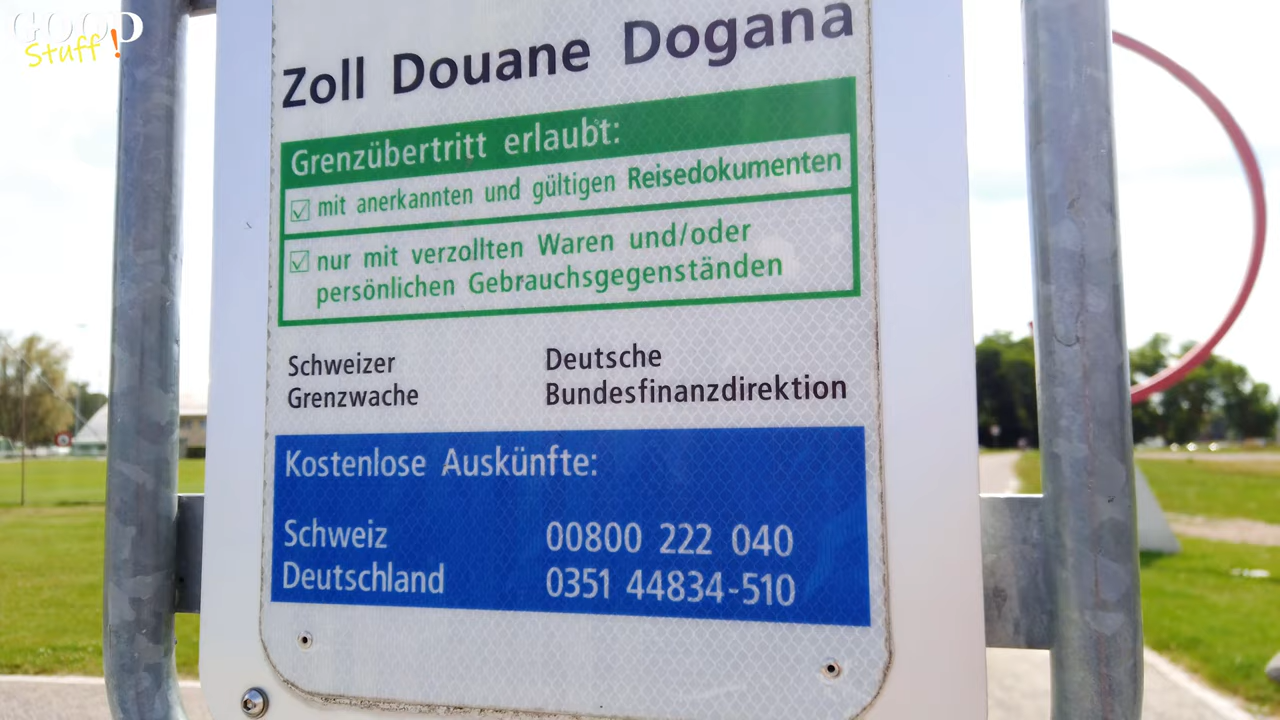 GOOD
Stuff!
Zoll Douane Dogana
Grenzübertritt erlaubt:
☑ mit anerkannten und gültigen Reisedokumenten
☑ nur mit verzollten Waren und/oder
persönlichen Gebrauchsgegenständen
Schweizer Deutsche
Grenzwache Bundesfinanzdirektion
Kostenlose Auskünfte:
Schweiz 00800 222 040
Deutschland 0351 44834-510